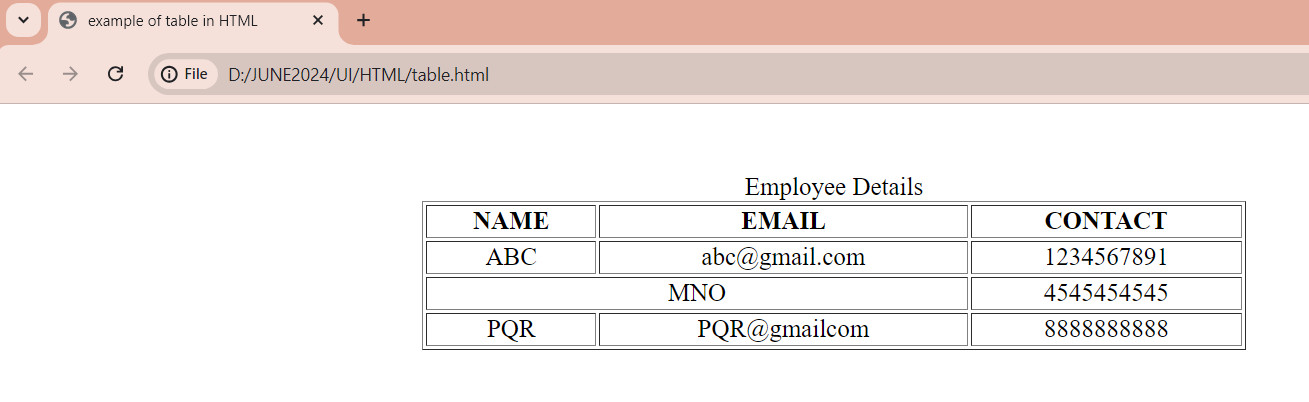 example of table in HTML
File D:/JUNE2024/UI/HTML/table.html
Employee Details
NAME EMAIL CONTACT
ABC abc@gmail.com 1234567891
MNO 4545454545
PQR PQR@gmailcom 8888888888